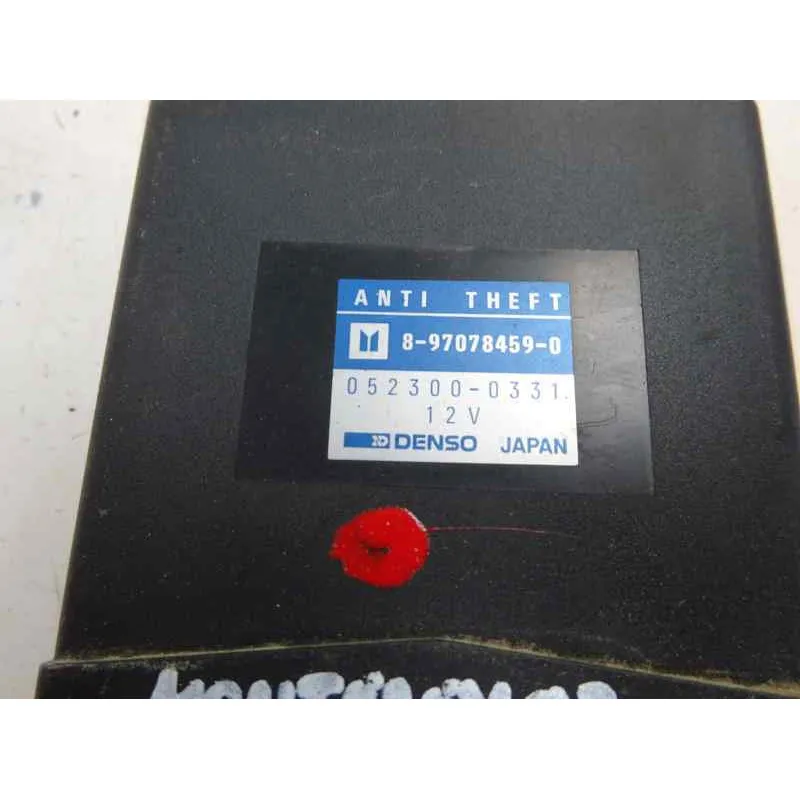 ANTI THEFT
8-97078459-0
052300-0331
12V
DENSO JAPAN